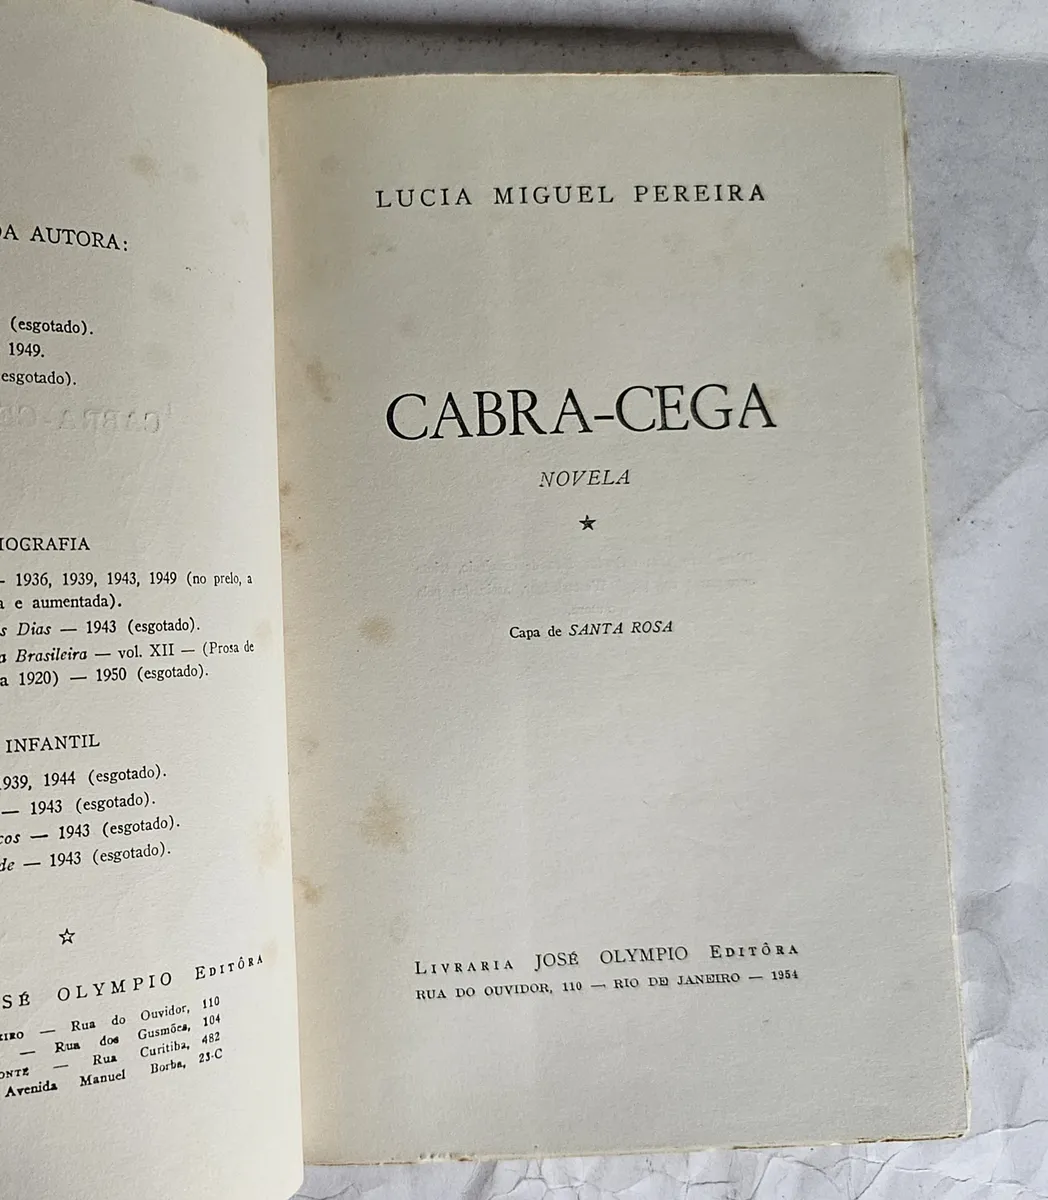 DA AUTORA:
(esgotado).
1949.
esgotado).
IOGRAFIA
— 1936, 1939, 1943, 1949 (no prelo, a
a e aumentada).
s Dias — 1943 (esgotado).
a Brasileira — vol. XII — (Prosa de
a 1920) — 1950 (esgotado).
INFANTIL
1939, 1944 (esgotado).
— 1943 (esgotado).
cos — 1943 (esgotado).
de — 1943 (esgotado).
SÉ OLYMPIO EDITÔRA
EIRO — Rua do Ouvidor, 110
— Rua dos Gusmões, 104
ONTE — Rua Curitiba, 482
Avenida Manuel Borba, 23-C
LUCIA MIGUEL PEREIRA
CABRA-CEGA
NOVELA
Capa de SANTA ROSA
LIVRARIA JOSÉ OLYMPIO EDITÔRA
RUA DO OUVIDOR, 110 — RIO DE JANEIRO — 1954